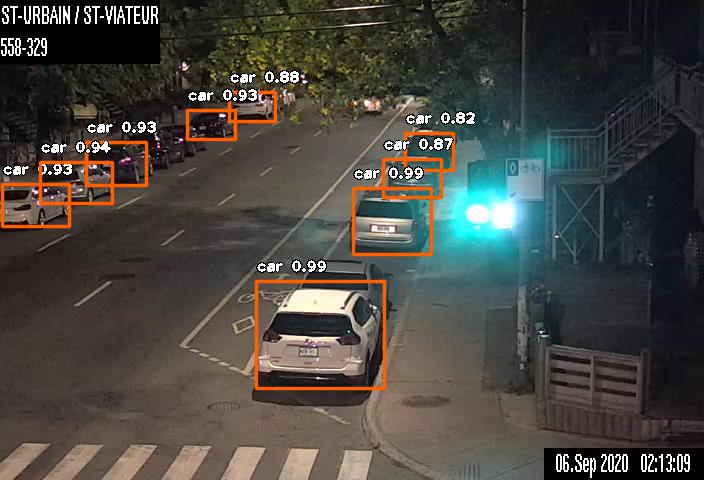 ST-URBAIN / ST-VIATEUR
558-329
car 0.88
car 0.93
car 0.82
car 0.93
car 0.87
car 0.94
car 0.93
car 0.99
car 0.99
06.Sep 2020 02:13:09